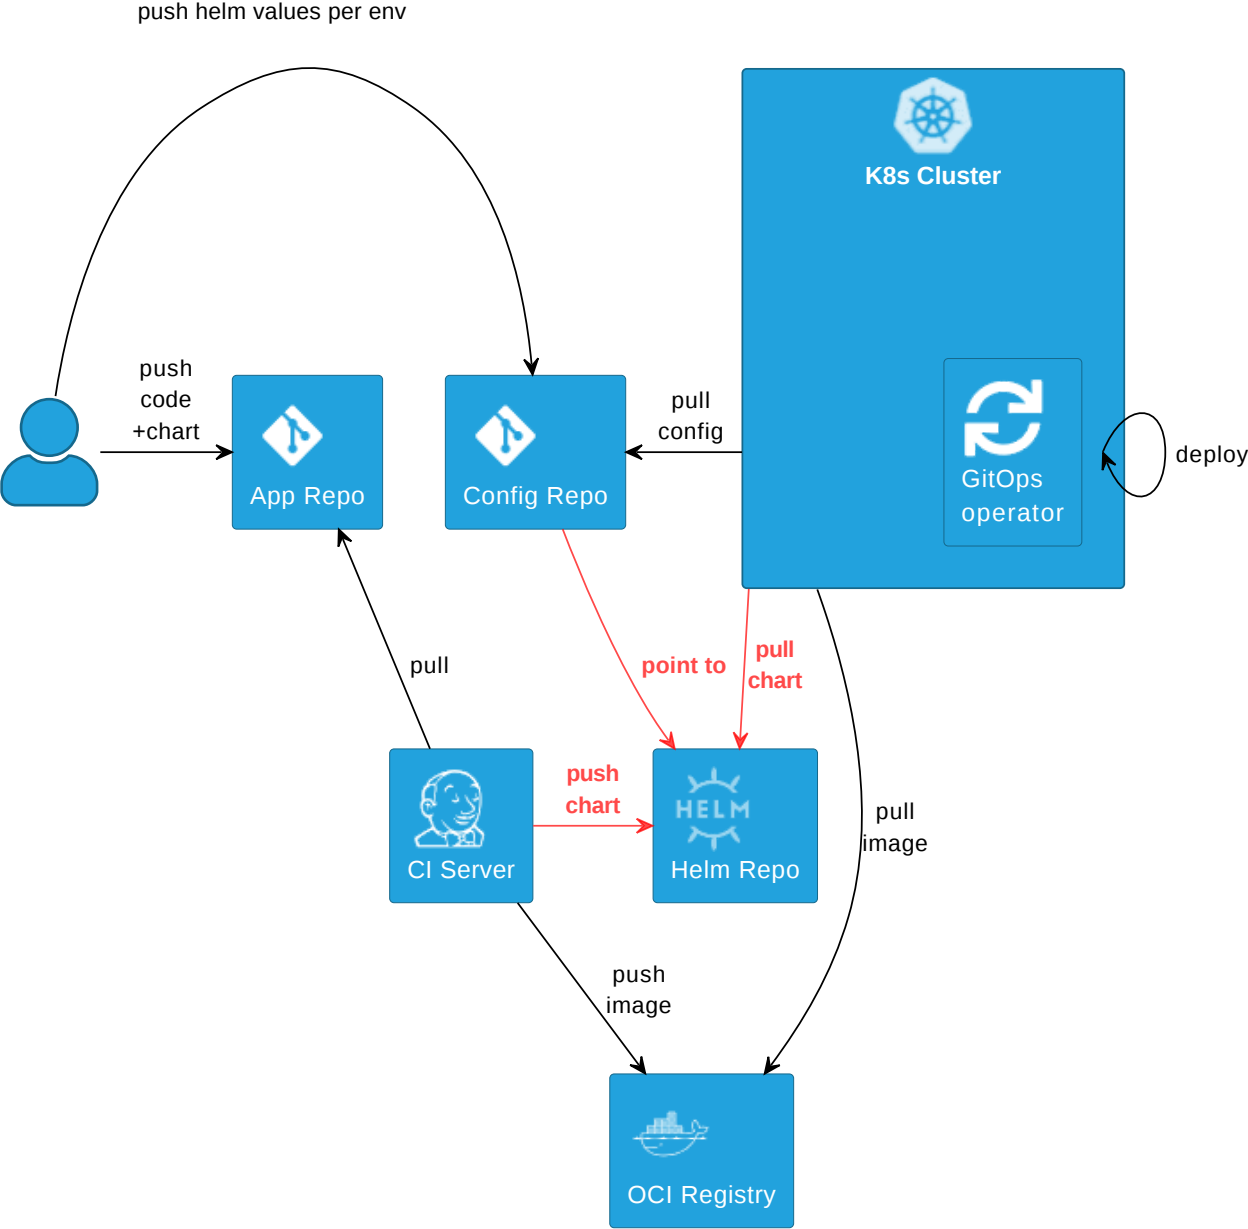 push helm values per env
K8s Cluster
push
code
+chart
pull
config
App Repo
Config Repo
GitOps
operator
deploy
pull
point to
pull
chart
push
chart
HELM
CI Server
Helm Repo
pull
image
push
image
OCI Registry